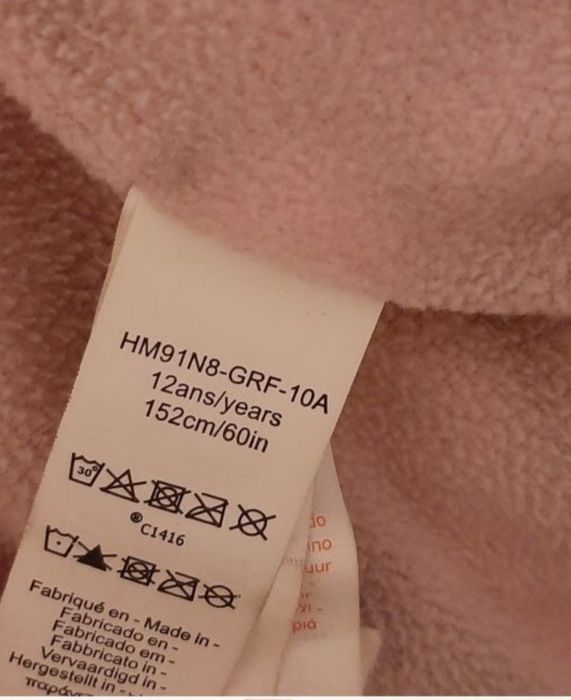 HM91N8-GRF-10A
12ans/years
152cm/60in
30°
® C1416
Fabriqué en - Made in -
Fabricado en -
Fabricado em -
Fabbricato in -
Vervaardigd in -
Hergestellt in -